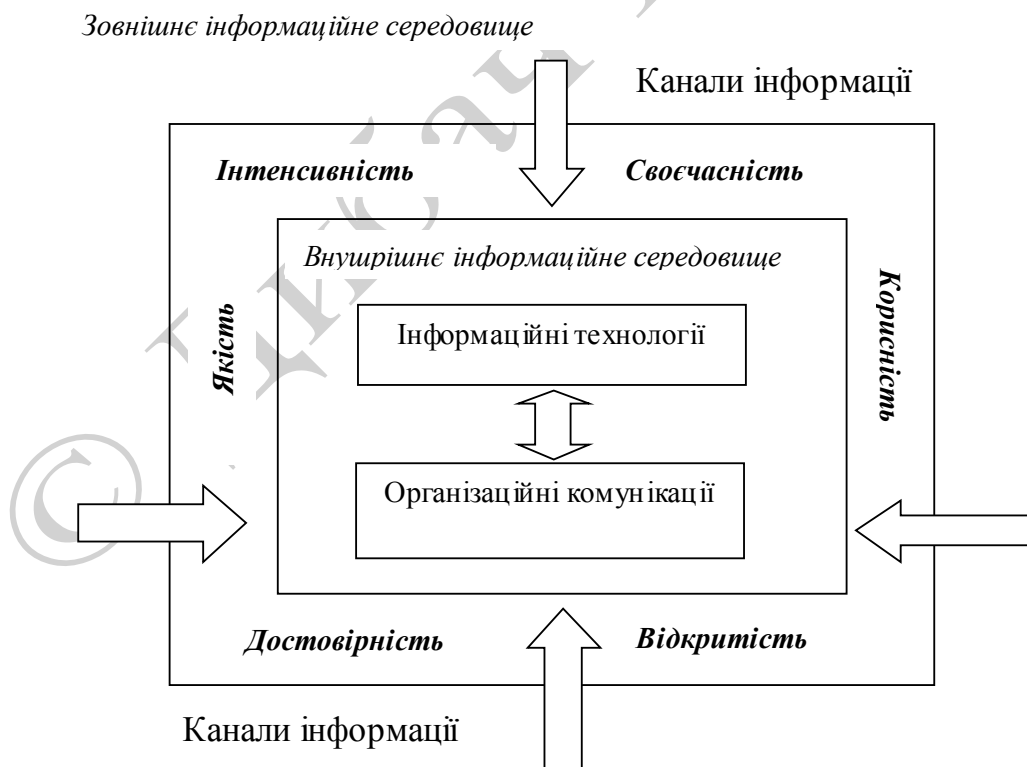 Зовнішнє інформаційне середовище
Канали інформації
Інтенсивність
Своєчасність
Внушрішнє інформаційне середовище
Якість
Корисність
Інформаційні технології
Організаційні комунікації
Достовірність
Відкритість
Канали інформації
©